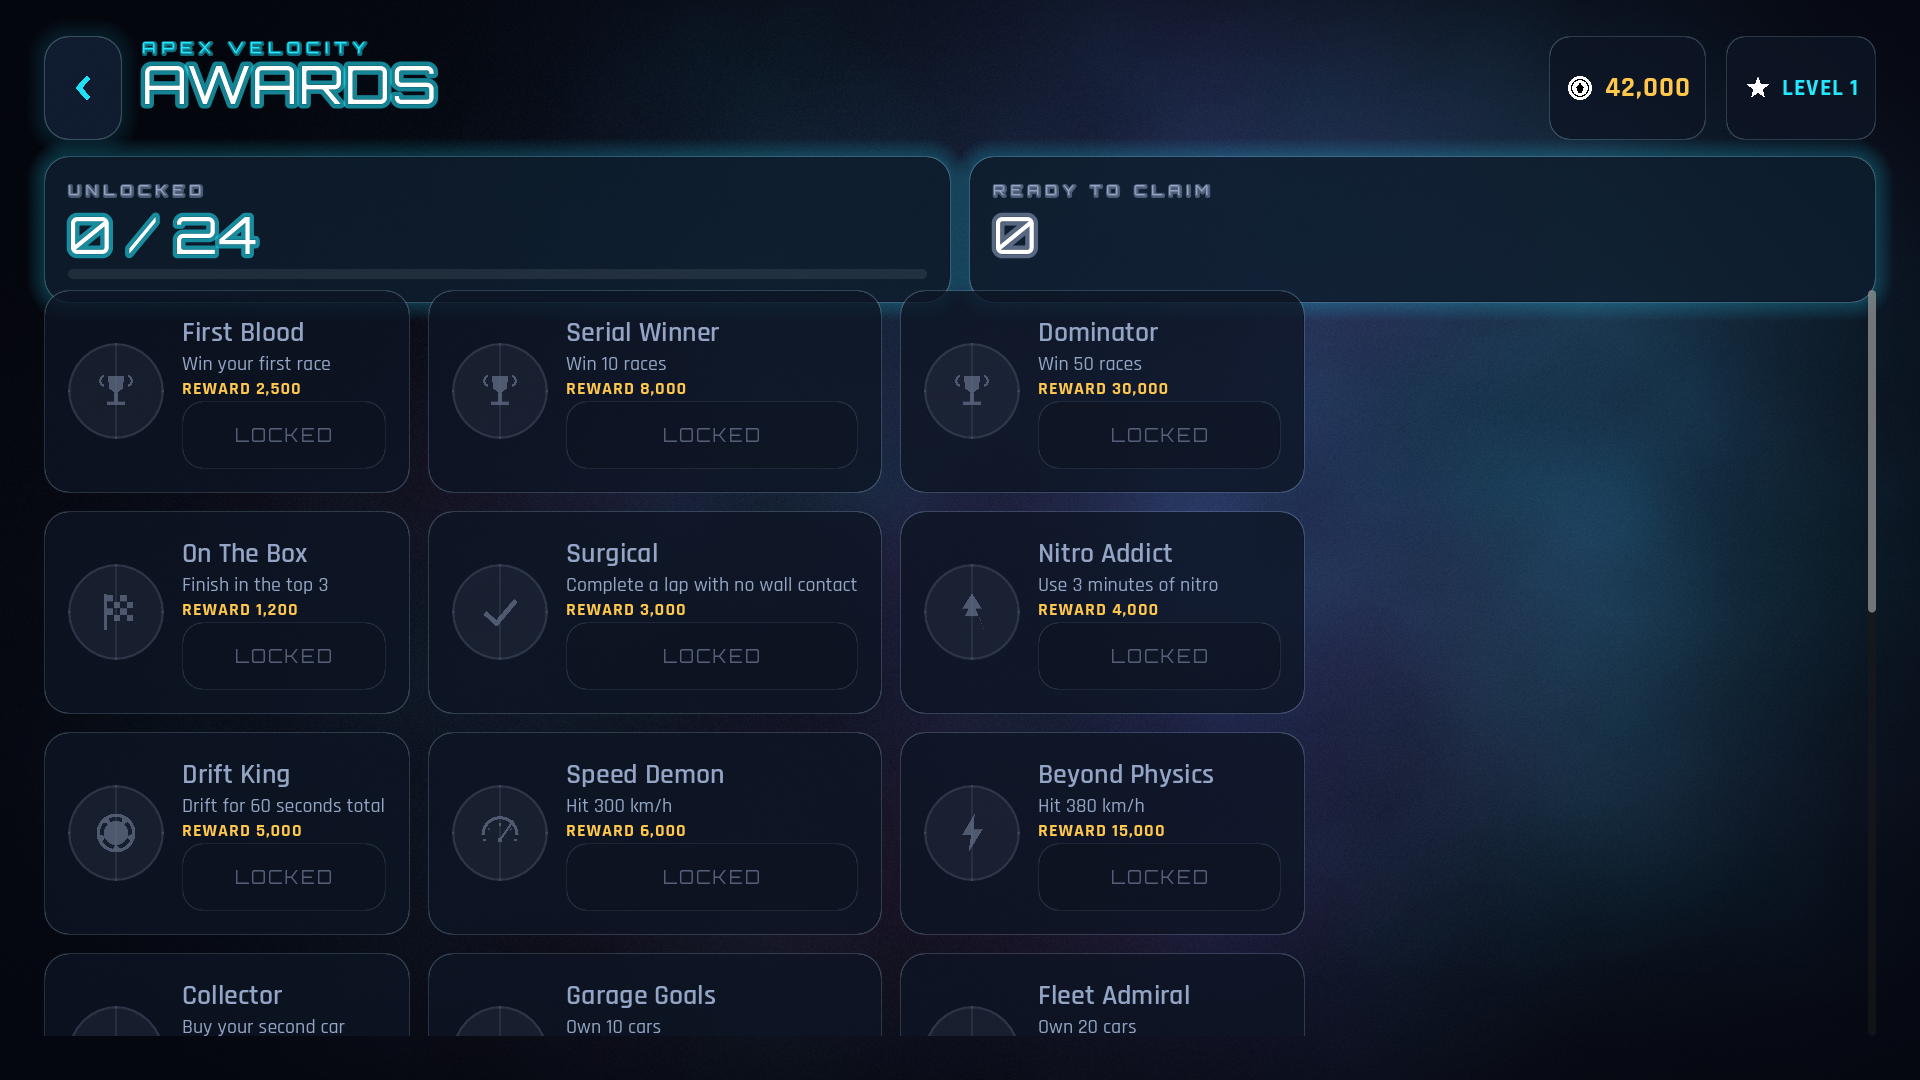 APEX VELOCITY
AWARDS
42,000
LEVEL 1
UNLOCKED
0 / 24
READY TO CLAIM
0
First Blood
Win your first race
REWARD 2,500
LOCKED
Serial Winner
Win 10 races
REWARD 8,000
LOCKED
Dominator
Win 50 races
REWARD 30,000
LOCKED
On The Box
Finish in the top 3
REWARD 1,200
LOCKED
Surgical
Complete a lap with no wall contact
REWARD 3,000
LOCKED
Nitro Addict
Use 3 minutes of nitro
REWARD 4,000
LOCKED
Drift King
Drift for 60 seconds total
REWARD 5,000
LOCKED
Speed Demon
Hit 300 km/h
REWARD 6,000
LOCKED
Beyond Physics
Hit 380 km/h
REWARD 15,000
LOCKED
Collector
Buy your second car
Garage Goals
Own 10 cars
Fleet Admiral
Own 20 cars